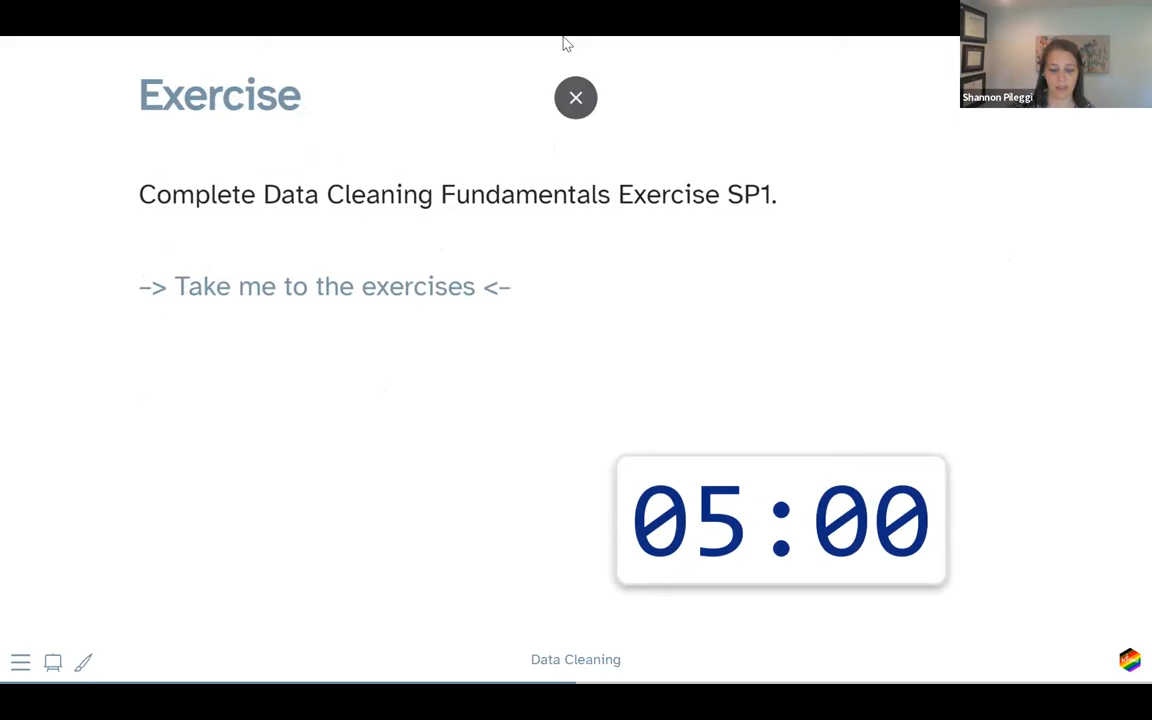 Exercise
Shannon Pileggi
Complete Data Cleaning Fundamentals Exercise SP1.
–> Take me to the exercises <–
05:00
Data Cleaning